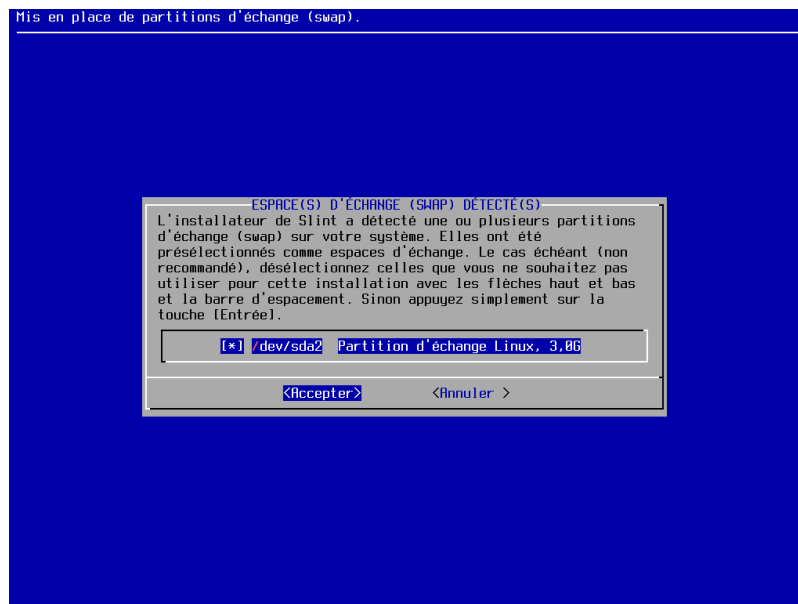 Mis en place de partitions d'échange (swap).
ESPACE(S) D'ÉCHANGE (SWAP) DÉTECTÉ(S)
L'installateur de Slint a détecté une ou plusieurs partitions
d'échange (swap) sur votre système. Elles ont été
présélectionnés comme espaces d'échange. Le cas échéant (non
recommandé), désélectionnez celles que vous ne souhaitez pas
utiliser pour cette installation avec les flèches haut et bas
et la barre d'espacement. Sinon appuyez simplement sur la
touche [Entrée].
[*] /dev/sda2 Partition d'échange Linux, 3,0G
<Accepter> <Annuler >